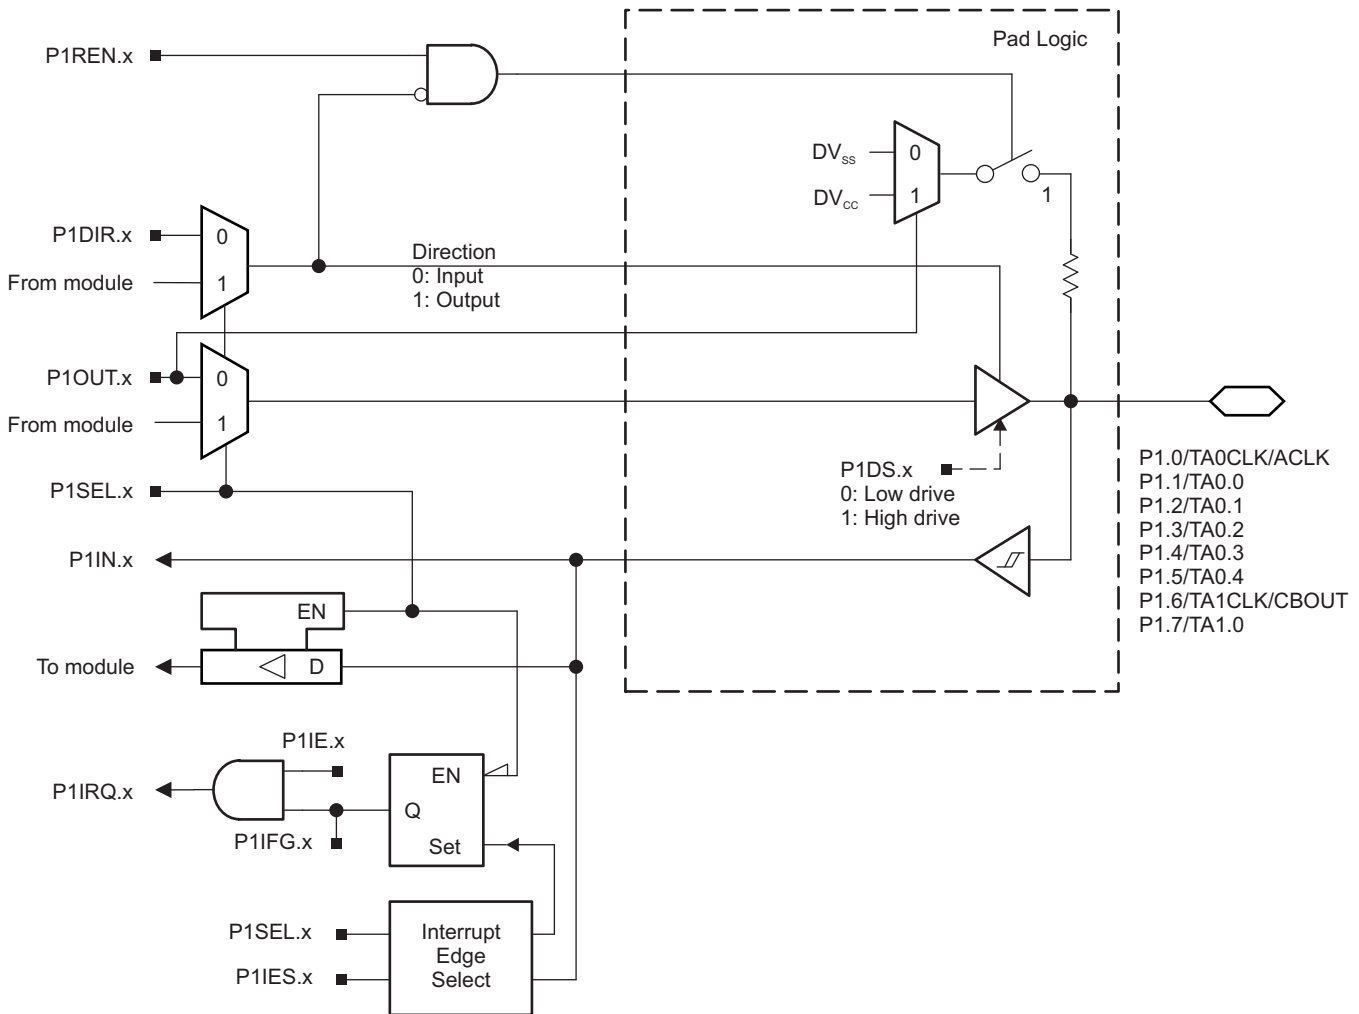 Pad Logic
P1REN.x
DVSS
0
DVCC
1
1
P1DIR.x
0
From module
1
Direction
0: Input
1: Output
P1OUT.x
0
From module
1
P1DS.x
0: Low drive
1: High drive
P1SEL.x
P1IN.x
EN
To module
D
P1.0/TA0CLK/ACLK
P1.1/TA0.0
P1.2/TA0.1
P1.3/TA0.2
P1.4/TA0.3
P1.5/TA0.4
P1.6/TA1CLK/CBOUT
P1.7/TA1.0
P1IE.x
P1IRQ.x
EN
Q
P1IFG.x
Set
P1SEL.x
P1IES.x
Interrupt
Edge
Select